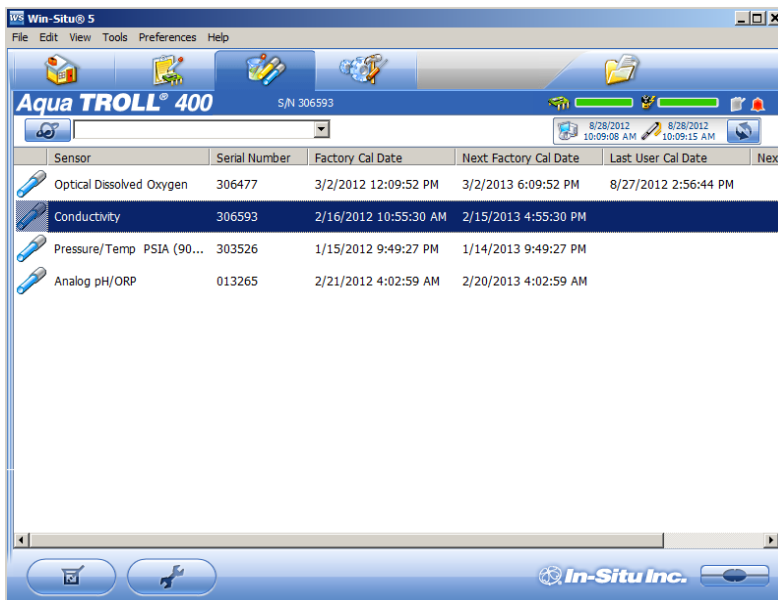 WS Win-Situ® 5
File Edit View Tools Preferences Help
Aqua TROLL® 400 S/N 306593
8/28/2012 8/28/2012
10:09:08 AM 10:09:15 AM
Sensor Serial Number Factory Cal Date Next Factory Cal Date Last User Cal Date Nex
Optical Dissolved Oxygen 306477 3/2/2012 12:09:52 PM 3/2/2013 6:09:52 PM 8/27/2012 2:56:44 PM
Conductivity 306593 2/16/2012 10:55:30 AM 2/15/2013 4:55:30 PM
Pressure/Temp PSIA (90... 303526 1/15/2012 9:49:27 PM 1/14/2013 9:49:27 PM
Analog pH/ORP 013265 2/21/2012 4:02:59 AM 2/20/2013 4:02:59 AM
In-Situ Inc.